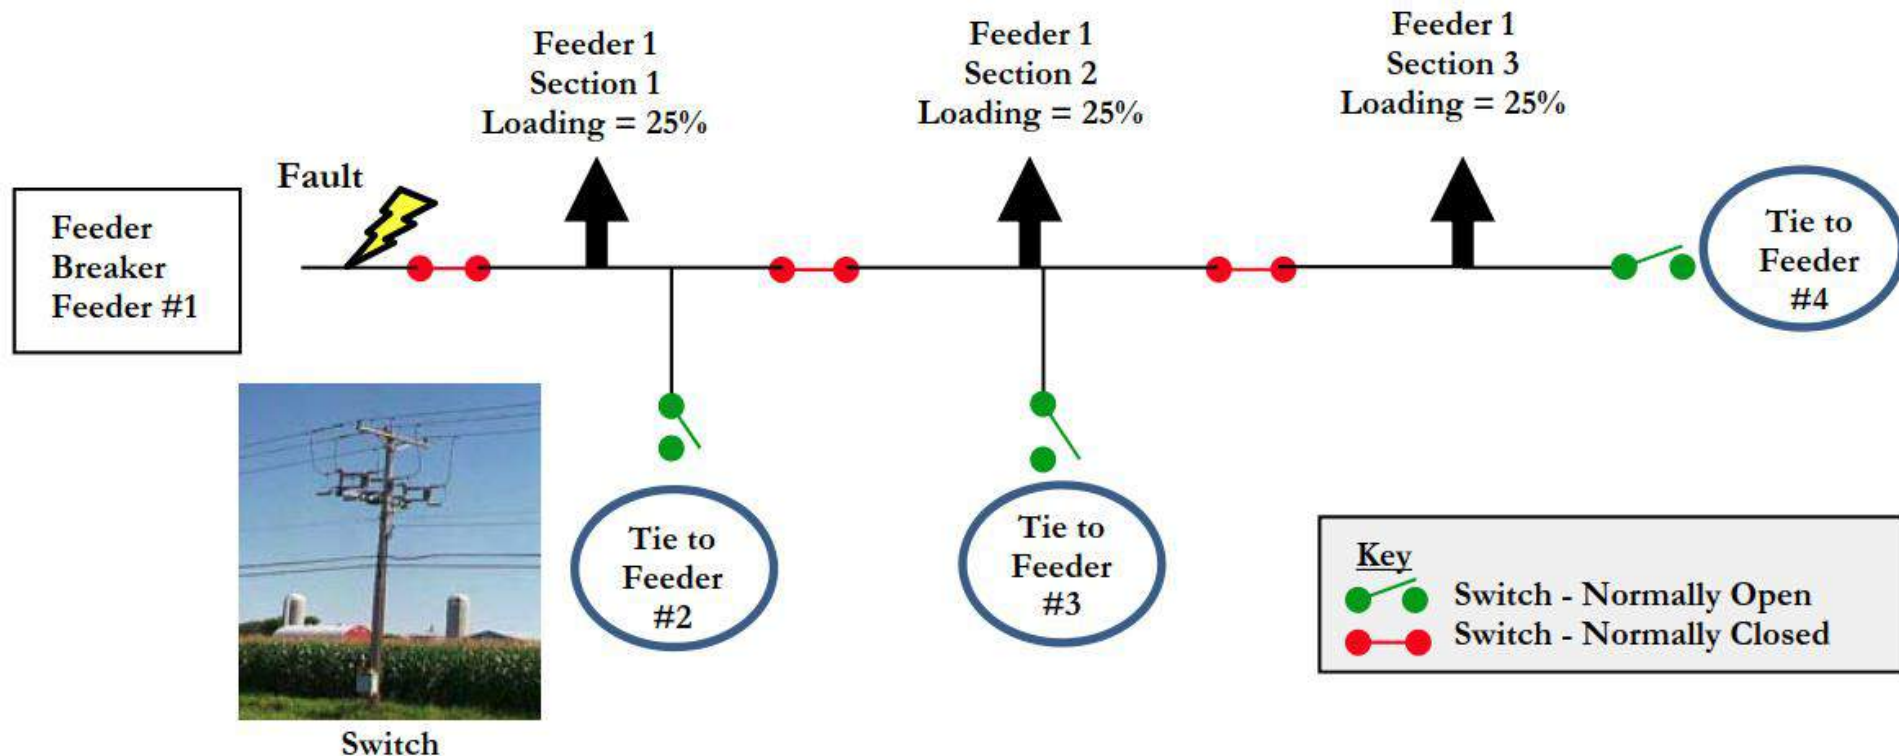 Feeder 1
Section 1
Loading = 25%
Feeder 1
Section 2
Loading = 25%
Feeder 1
Section 3
Loading = 25%
Fault
Feeder
Breaker
Feeder #1
Tie to
Feeder
#4
Tie to
Feeder
#2
Tie to
Feeder
#3
Key
Switch - Normally Open
Switch - Normally Closed
Switch